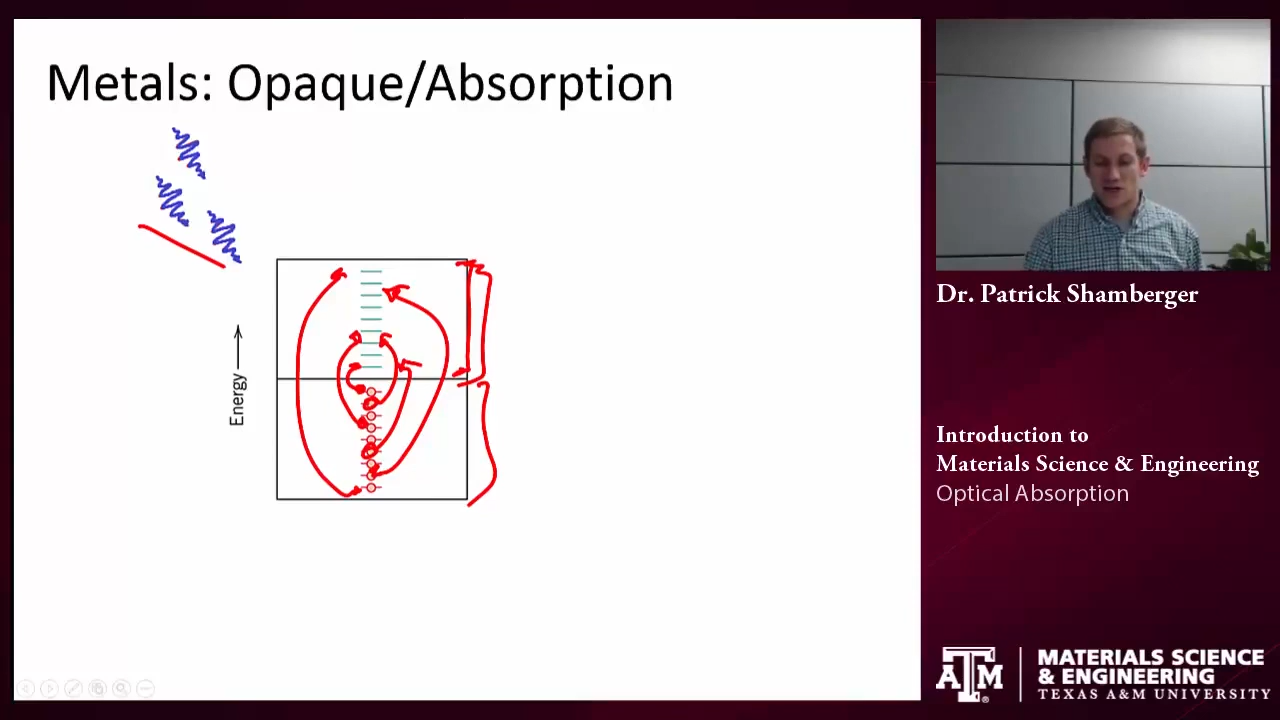 Metals: Opaque/Absorption
Energy
Dr. Patrick Shamberger
Introduction to
Materials Science & Engineering
Optical Absorption
ATM
MATERIALS SCIENCE
& ENGINEERING
TEXAS A&M UNIVERSITY